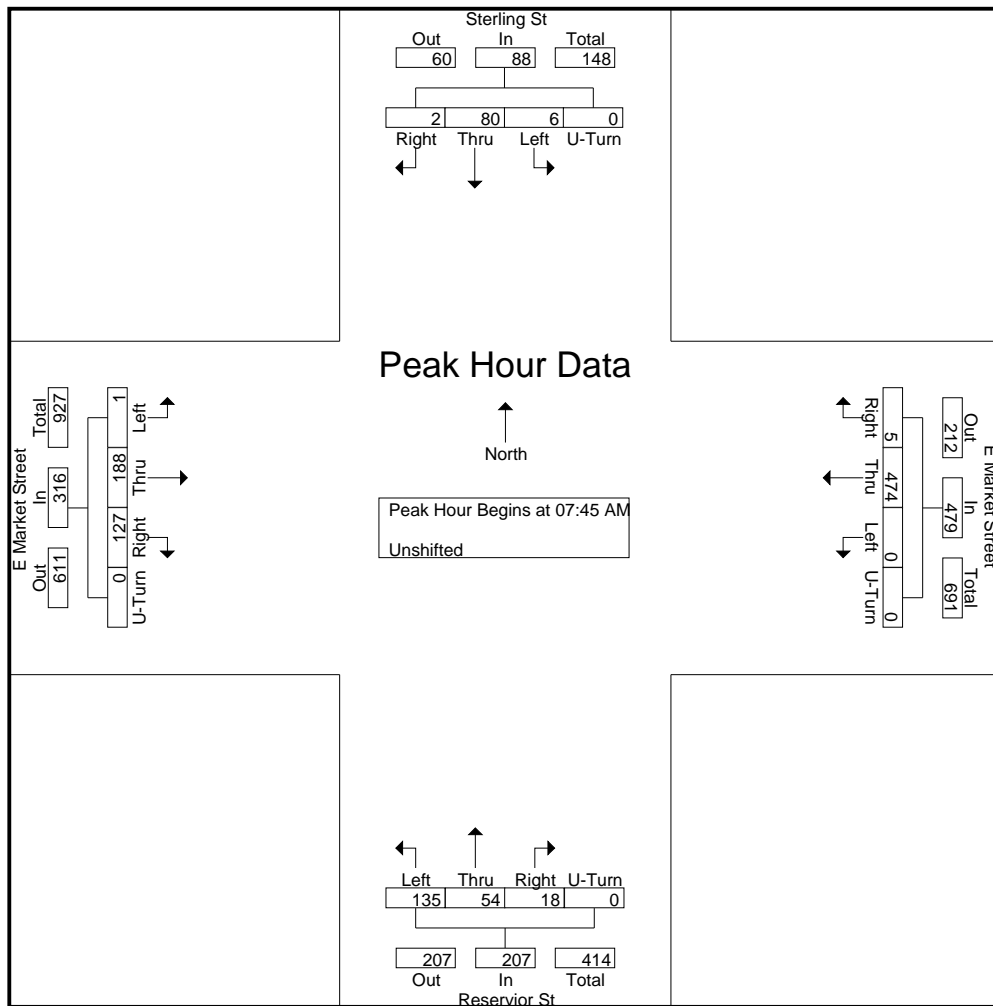 Sterling St
Out In Total
60 88 148
2 80 6 0
Right Thru Left U-Turn
Peak Hour Data
North
Peak Hour Begins at 07:45 AM
Unshifted
E Market Street
Total In Out
927 316 611
1 188 127 0
Left Thru Right U-Turn
Right Thru Left U-Turn
5 474 0 0
Out In Total
212 479 691
E Market Street
Left Thru Right U-Turn
135 54 18 0
207 207 414
Out In Total
Reservior St